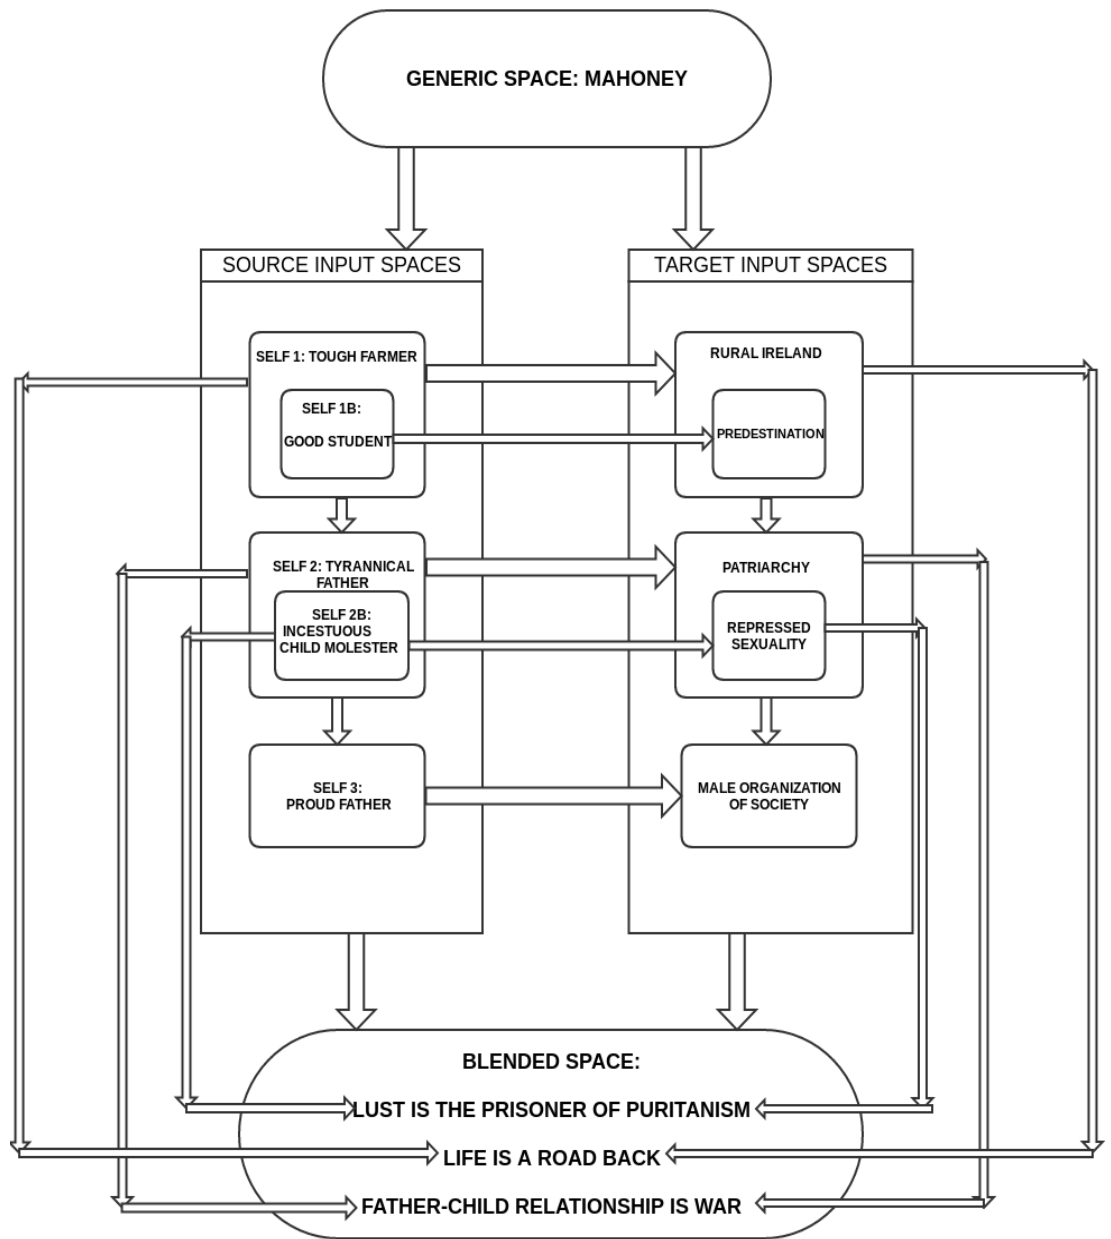 GENERIC SPACE: MAHONEY
SOURCE INPUT SPACES
TARGET INPUT SPACES
SELF 1: TOUGH FARMER
SELF 1B:
GOOD STUDENT
RURAL IRELAND
PREDESTINATION
SELF 2: TYRANNICAL
FATHER
SELF 2B:
INCESTUOUS
CHILD MOLESTER
PATRIARCHY
REPRESSED
SEXUALITY
SELF 3:
PROUD FATHER
MALE ORGANIZATION
OF SOCIETY
BLENDED SPACE:
LUST IS THE PRISONER OF PURITANISM
LIFE IS A ROAD BACK
FATHER-CHILD RELATIONSHIP IS WAR